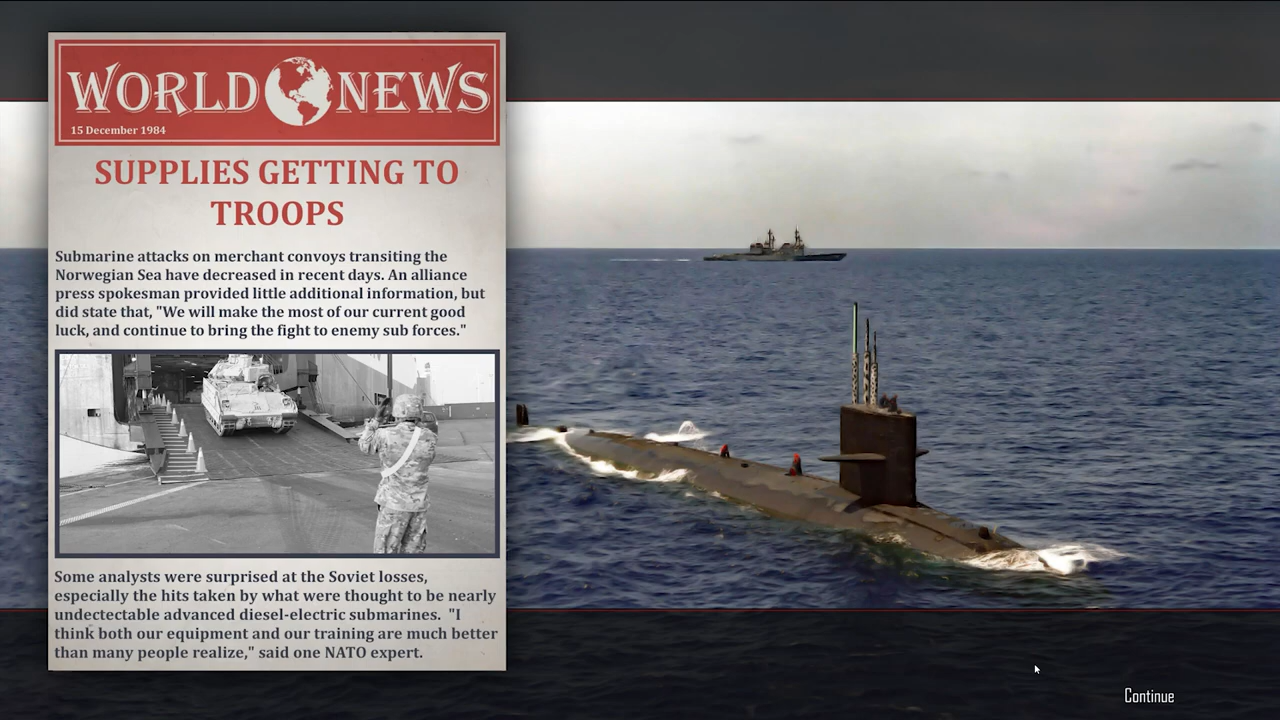 WORLD NEWS
15 December 1984
SUPPLIES GETTING TO
TROOPS
Submarine attacks on merchant convoys transiting the
Norwegian Sea have decreased in recent days. An alliance
press spokesman provided little additional information, but
did state that, "We will make the most of our current good
luck, and continue to bring the fight to enemy sub forces."
Some analysts were surprised at the Soviet losses,
especially the hits taken by what were thought to be nearly
undectectable advanced diesel-electric submarines. "I
think both our equipment and our training are much better
than many people realize," said one NATO expert.
Continue